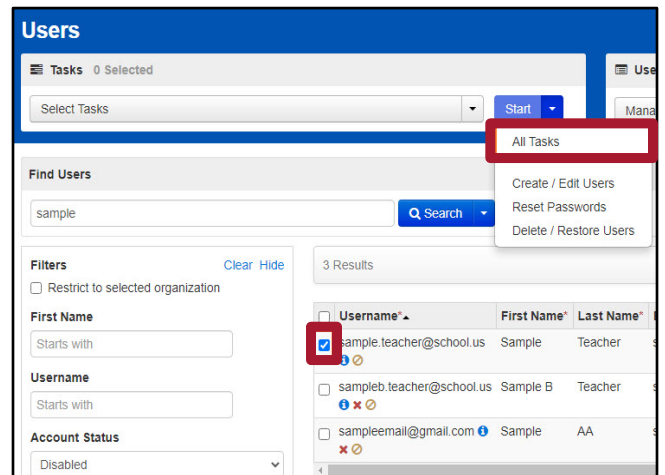 Users
Tasks 0 Selected
Use
Select Tasks
Start
Mana
All Tasks
Create / Edit Users
Reset Passwords
Delete / Restore Users
Find Users
sample
Search
Filters Clear Hide
Restrict to selected organization
First Name
Starts with
Username
Starts with
Account Status
Disabled
3 Results
Username* First Name* Last Name*
sample.teacher@school.us Sample Teacher s
sampleb.teacher@school.us Sample B Teacher s
sampleemail@gmail.com Sample AA s